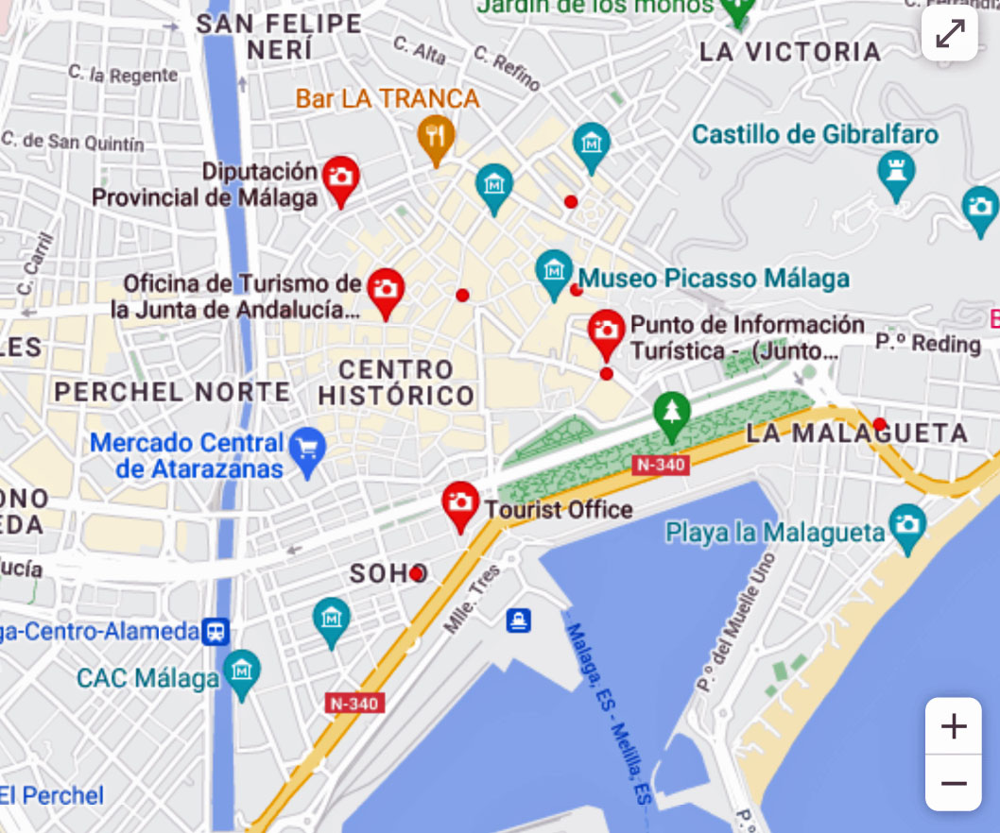 Jardín de los monos
SAN FELIPE
NERÍ
C. Alta
C. Refino
LA VICTORIA
C. la Regente
Bar LA TRANCA
C. de San Quintín
Castillo de Gibralfaro
Diputación
Provincial de Málaga
C. Carril
Oficina de Turismo de
la Junta de Andalucía...
Museo Picasso Málaga
Punto de Información
Turística - (Junto...
P.º Reding
LES
CENTRO
HISTÓRICO
PERCHEL NORTE
Mercado Central
de Atarazanas
LA MALAGUETA
N-340
ONO
EDA
Tourist Office
Playa la Malagueta
ucía
SOHO
Mlle. Tres
P.º del Muelle Uno
ga-Centro-Alameda
CAC Málaga
Malaga, ES - Melilla, ES
N-340
El Perchel
P.º